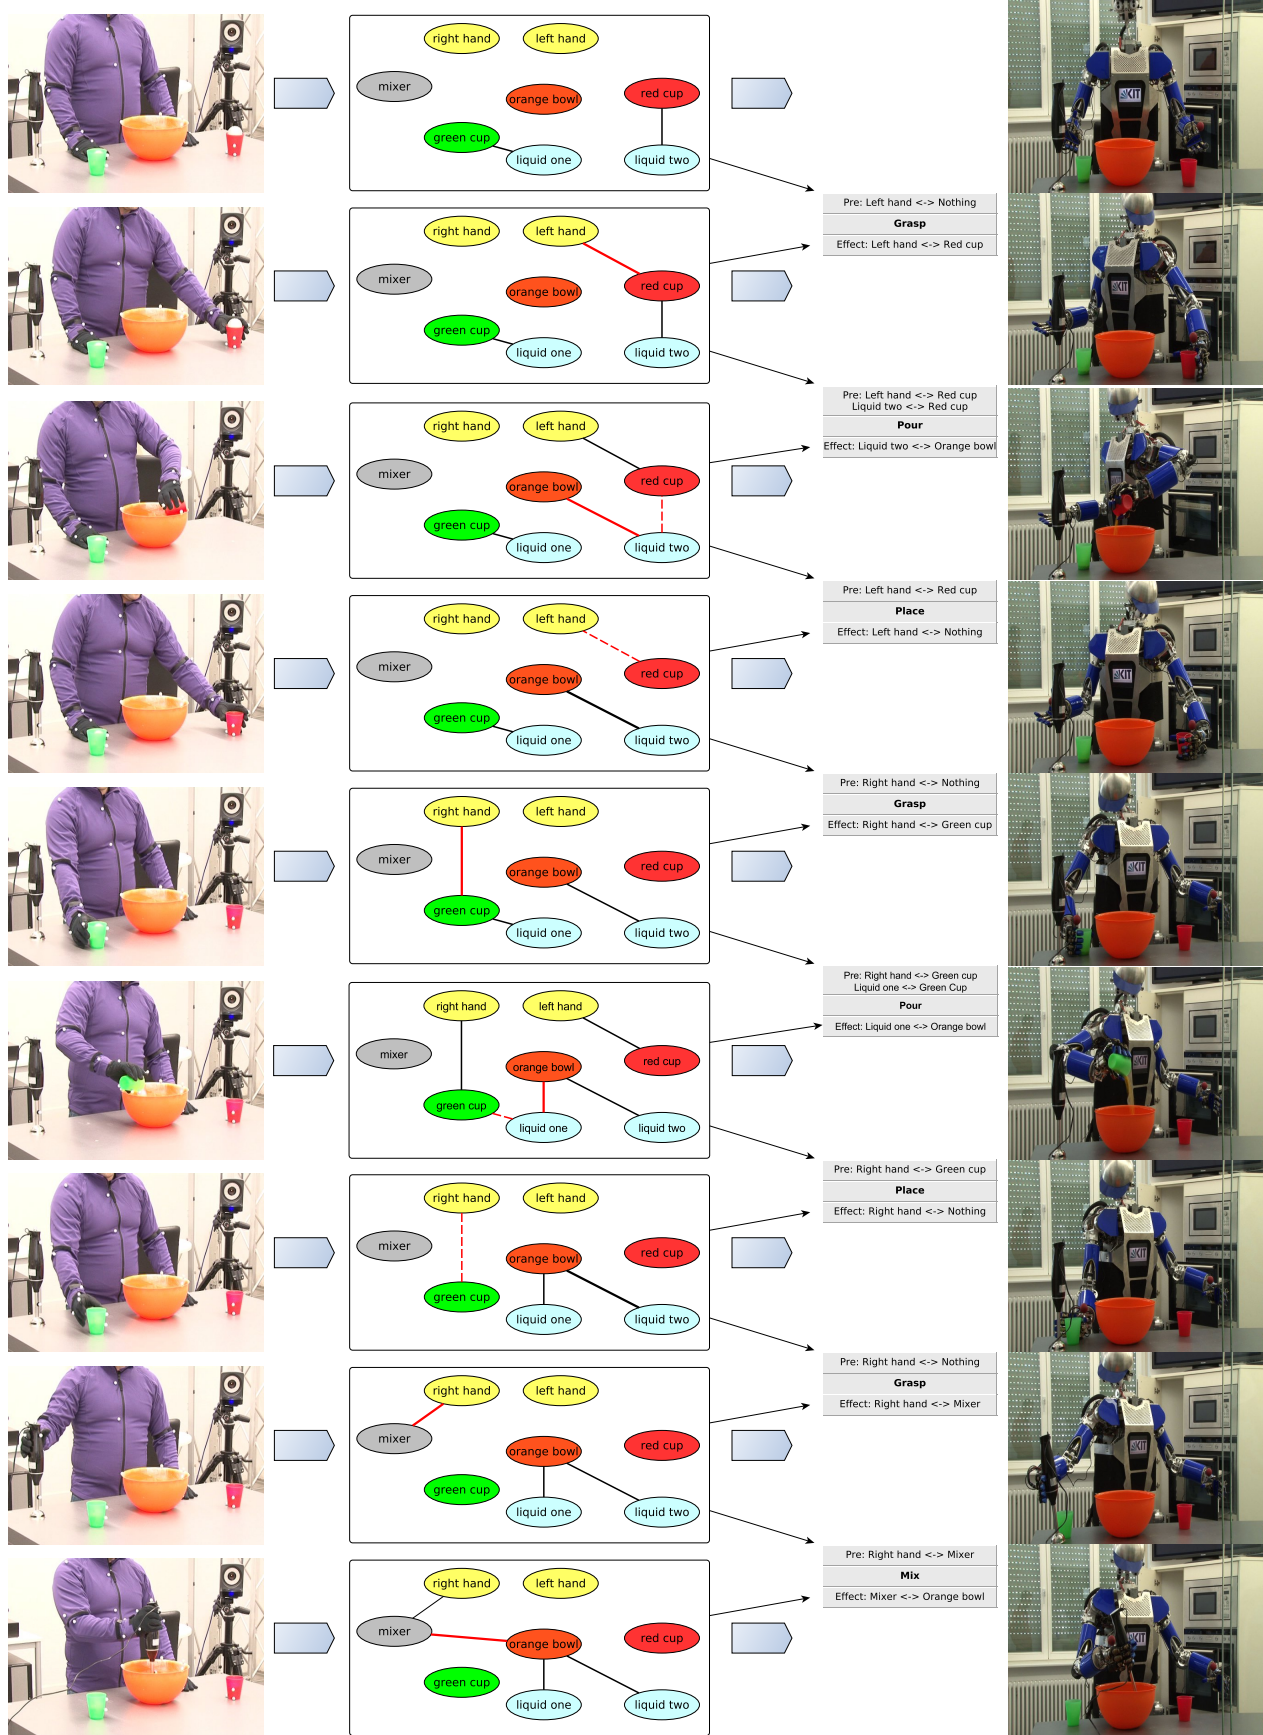 right hand left hand
mixer
orange bowl
red cup
green cup
liquid one
liquid two
KIT
Pre: Left hand <-> Nothing
Grasp
Effect: Left hand <-> Red cup
right hand left hand
mixer
orange bowl
red cup
green cup
liquid one
liquid two
KIT
Pre: Left hand <-> Red cup
Liquid two <-> Red cup
Pour
Effect: Liquid two <-> Orange bowl
right hand left hand
mixer
orange bowl
red cup
green cup
liquid one
liquid two
Pre: Left hand <-> Red cup
Place
Effect: Left hand <-> Nothing
right hand left hand
mixer
orange bowl
red cup
green cup
liquid one
liquid two
KIT
Pre: Right hand <-> Nothing
Grasp
Effect: Right hand <-> Green cup
right hand left hand
mixer
orange bowl
red cup
green cup
liquid one
liquid two
KIT
Pre: Right hand <-> Green cup
Liquid one <-> Green Cup
Pour
Effect: Liquid one <-> Orange bowl
right hand left hand
mixer
orange bowl
red cup
green cup
liquid one
liquid two
Pre: Right hand <-> Green cup
Place
Effect: Right hand <-> Nothing
right hand left hand
mixer
orange bowl
red cup
green cup
liquid one
liquid two
KIT
Pre: Right hand <-> Nothing
Grasp
Effect: Right hand <-> Mixer
right hand left hand
mixer
orange bowl
red cup
green cup
liquid one
liquid two
KIT
Pre: Right hand <-> Mixer
Mix
Effect: Mixer <-> Orange bowl
right hand left hand
mixer
orange bowl
red cup
green cup
liquid one
liquid two